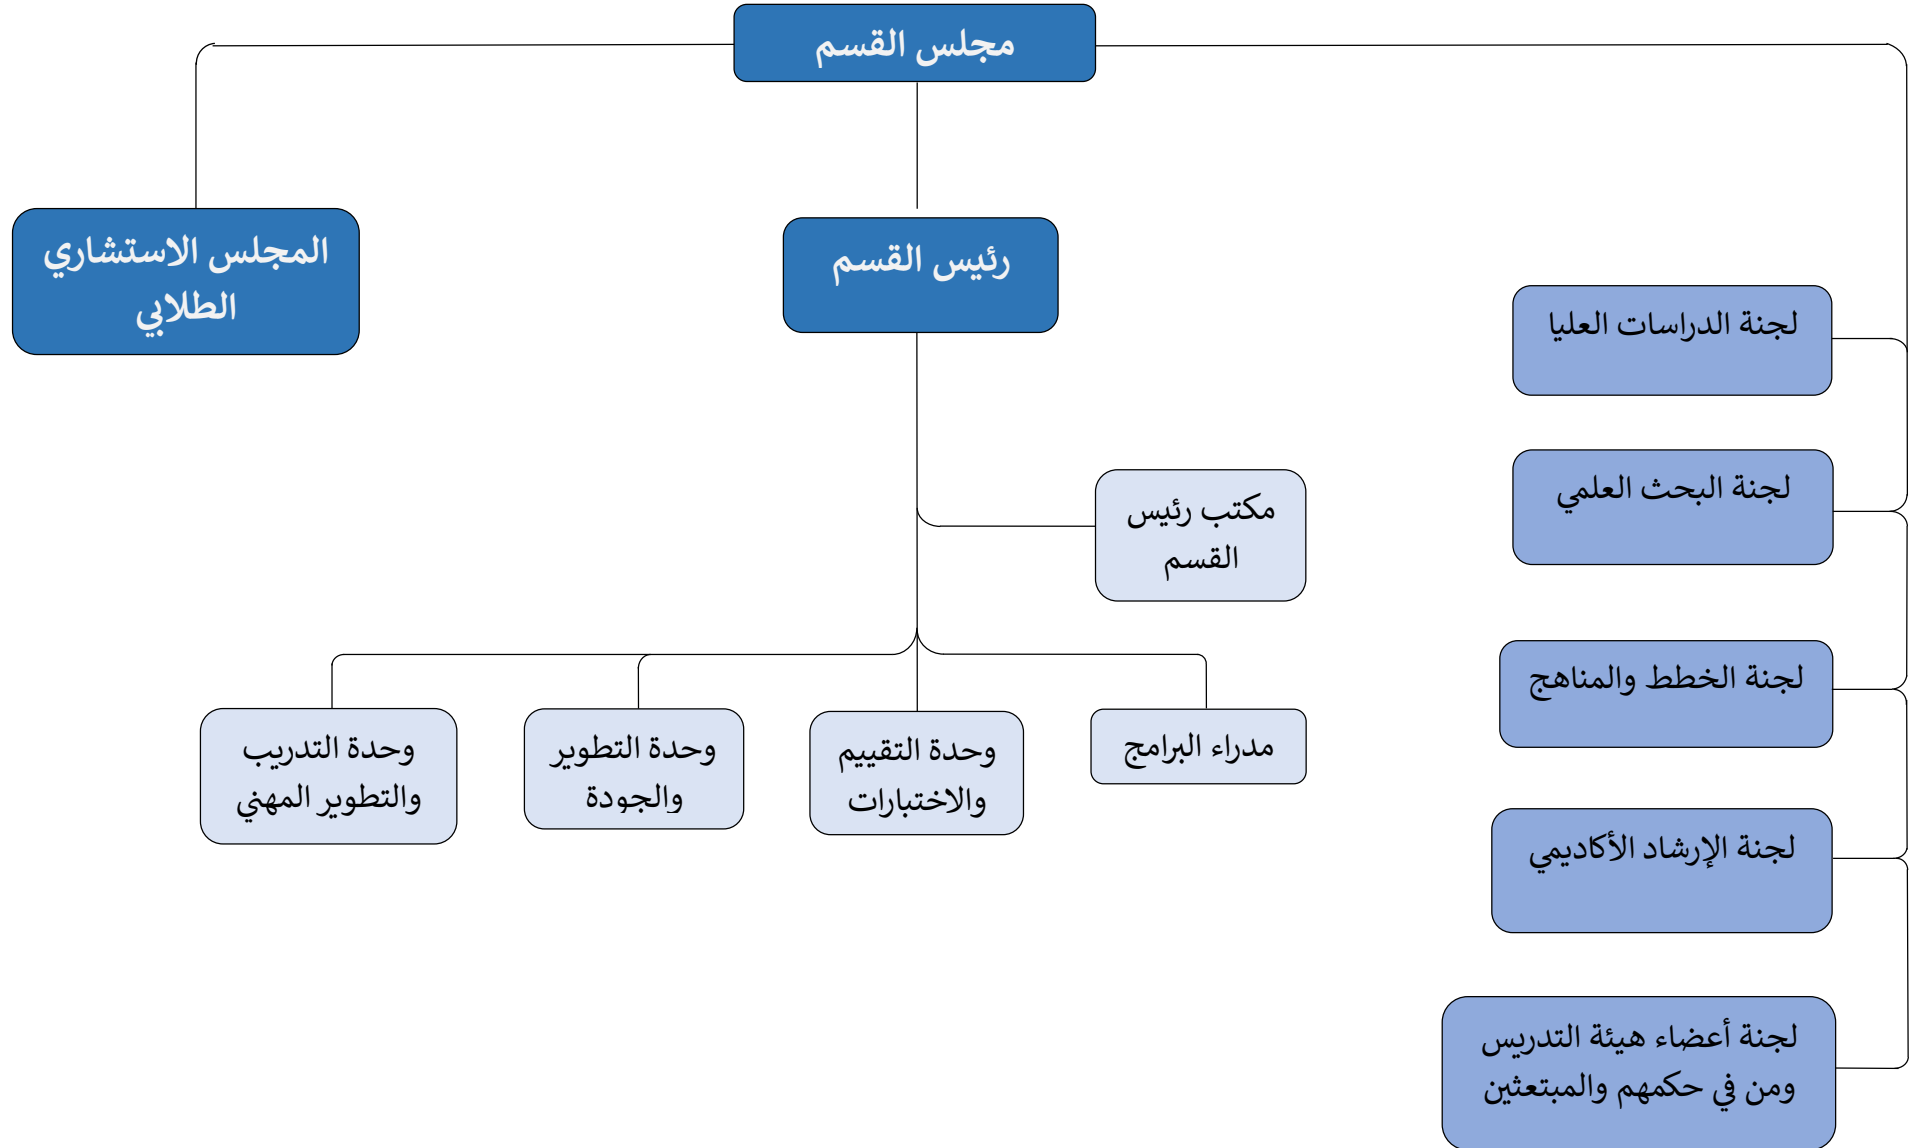 مجلس القسم
رئيس القسم
المجلس الاستشاري
الطلابي
لجنة الدراسات العليا
لجنة البحث العلمي
مكتب رئيس
القسم
لجنة الخطط والمناهج
مدراء البرامج
وحدة التقييم
والاختبارات
وحدة التطوير
والجودة
وحدة التدريب
والتطوير المهني
لجنة الإرشاد الأكاديمي
لجنة أعضاء هيئة التدريس
ومن في حكمهم والمبتعثين